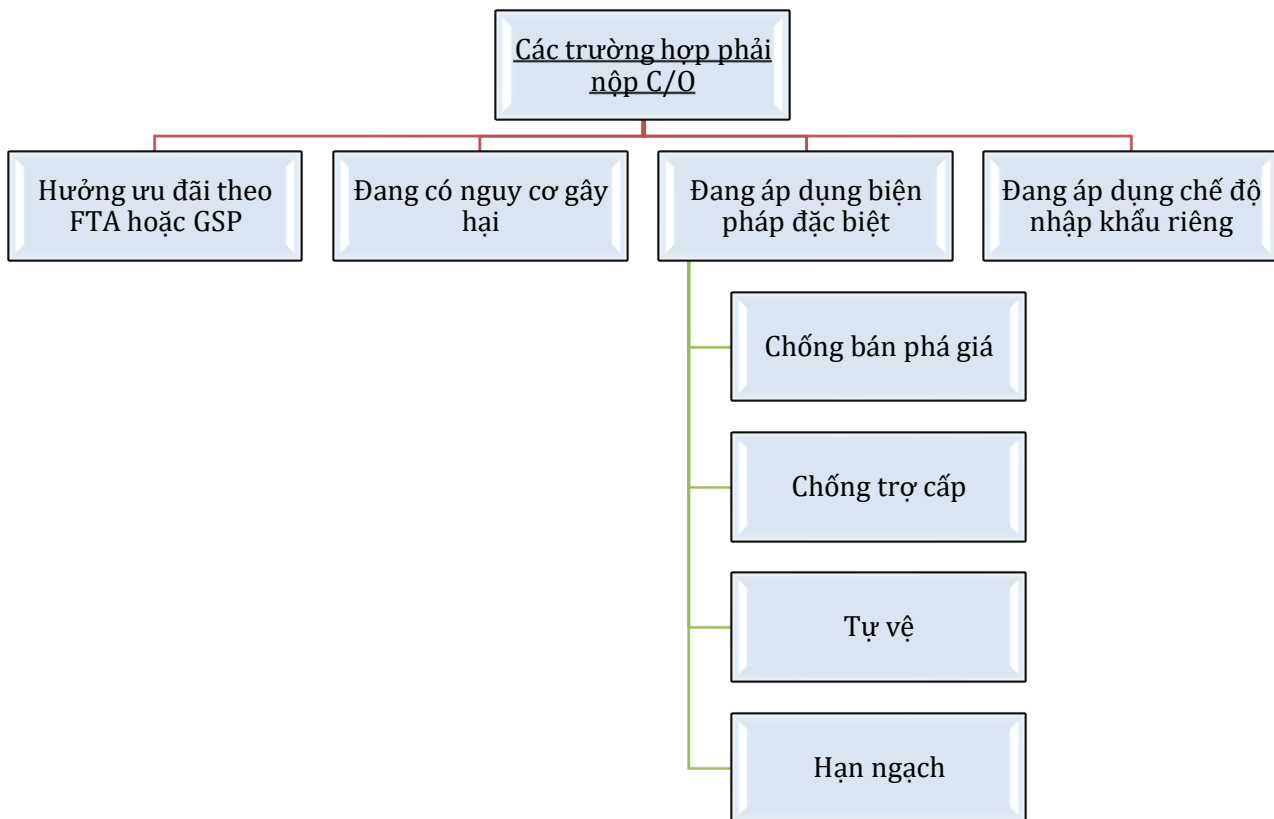 Các trường hợp phải
nộp C/O
Hưởng ưu đãi theo
FTA hoặc GSP
Đang có nguy cơ gây
hại
Đang áp dụng biện
pháp đặc biệt
Đang áp dụng chế độ
nhập khẩu riêng
Chống bán phá giá
Chống trợ cấp
Tự vệ
Hạn ngạch